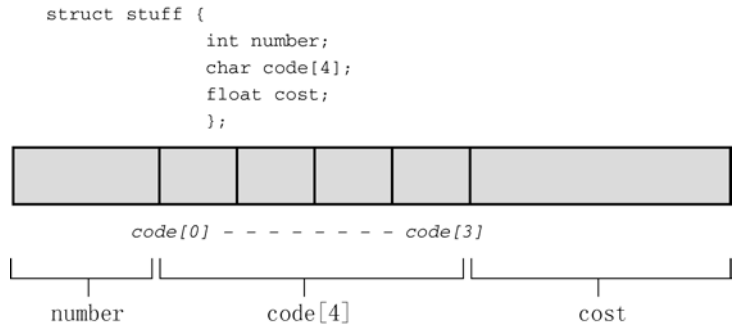 struct stuff {
int number;
char code[4];
float cost;
};
code[0] - - - - - - - - code[3]
number code[4] cost